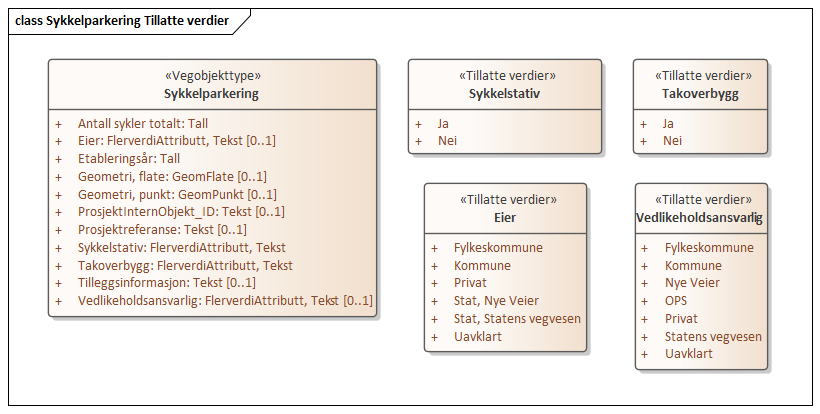 class Sykkelparkering Tillatte verdier
«Vegobjekttype»
Sykkelparkering
+ Antall sykler totalt: Tall
+ Eier: FlerverdiAttributt, Tekst [0..1]
+ Etableringsår: Tall
+ Geometri, flate: GeomFlate [0..1]
+ Geometri, punkt: GeomPunkt [0..1]
+ ProsjektInternObjekt_ID: Tekst [0..1]
+ Prosjektreferanse: Tekst [0..1]
+ Sykkelstativ: FlerverdiAttributt, Tekst
+ Takoverbygg: FlerverdiAttributt, Tekst
+ Tilleggsinformasjon: Tekst [0..1]
+ Vedlikeholdsansvarlig: FlerverdiAttributt, Tekst [0..1]
«Tillatte verdier»
Sykkelstativ
+ Ja
+ Nei
«Tillatte verdier»
Takoverbygg
+ Ja
+ Nei
«Tillatte verdier»
Eier
+ Fylkeskommune
+ Kommune
+ Privat
+ Stat, Nye Veier
+ Stat, Statens vegvesen
+ Uavklart
«Tillatte verdier»
Vedlikeholdsansvarlig
+ Fylkeskommune
+ Kommune
+ Nye Veier
+ OPS
+ Privat
+ Statens vegvesen
+ Uavklart